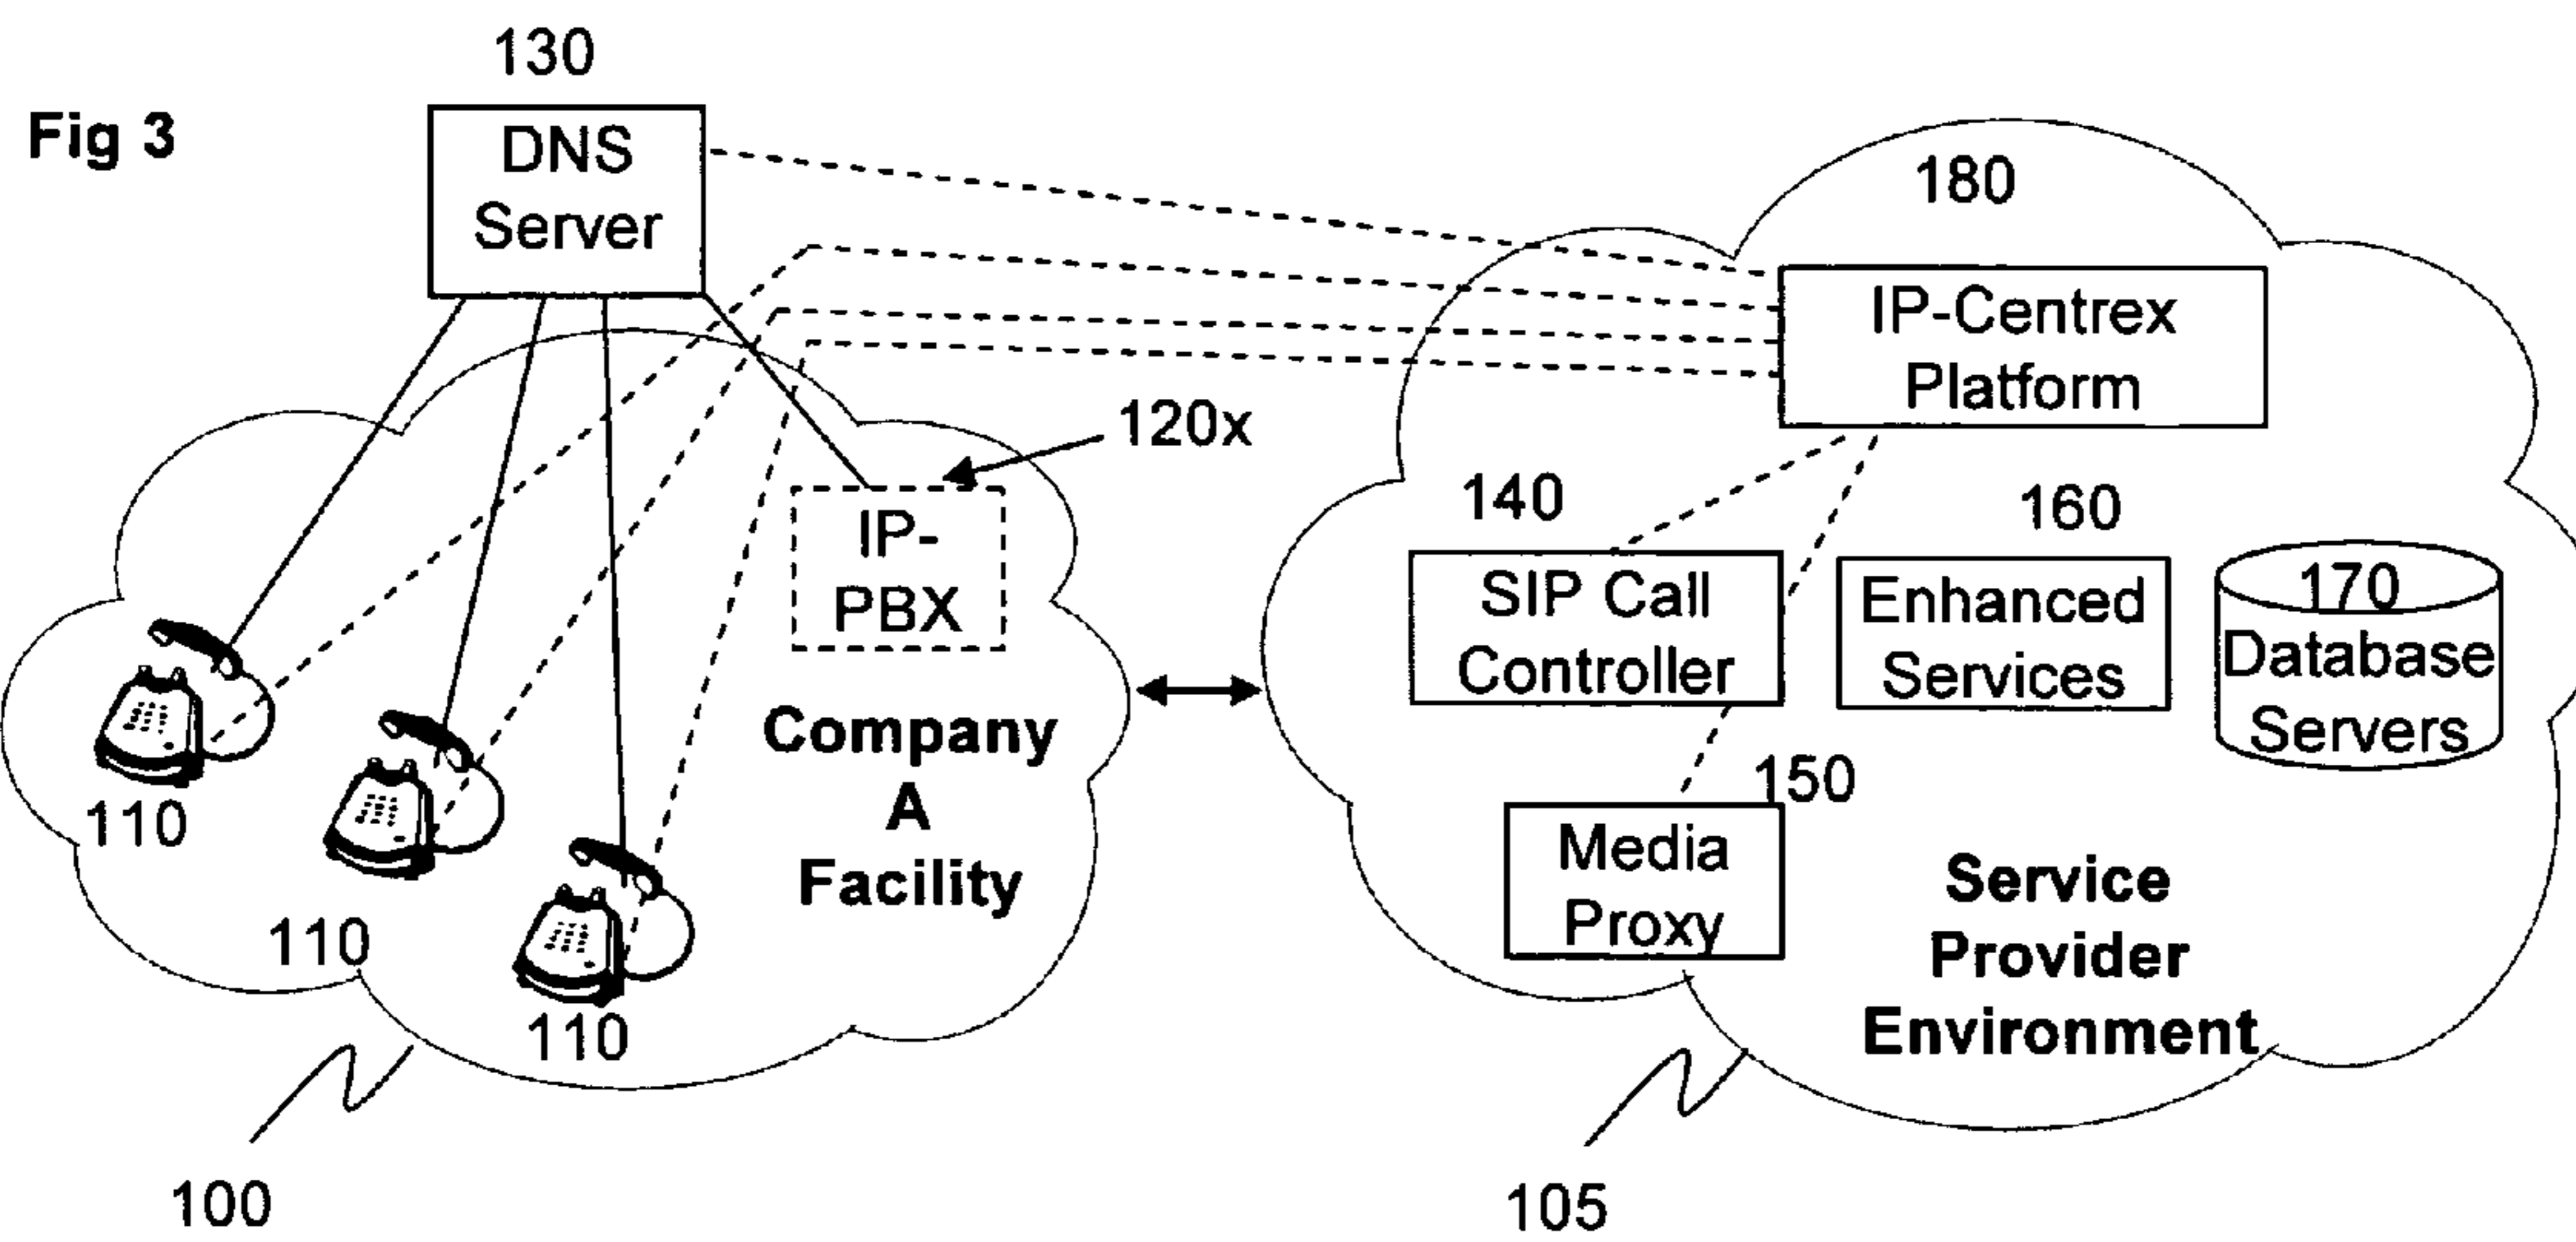 130
Fig 3
DNS
Server
180
IP-Centrex
Platform
120x
140
160
IP-
PBX
SIP Call
Controller
Enhanced
Services
170
Database
Servers
Company
A
Facility
150
110
Media
Proxy
Service
Provider
Environment
110
110
100
105